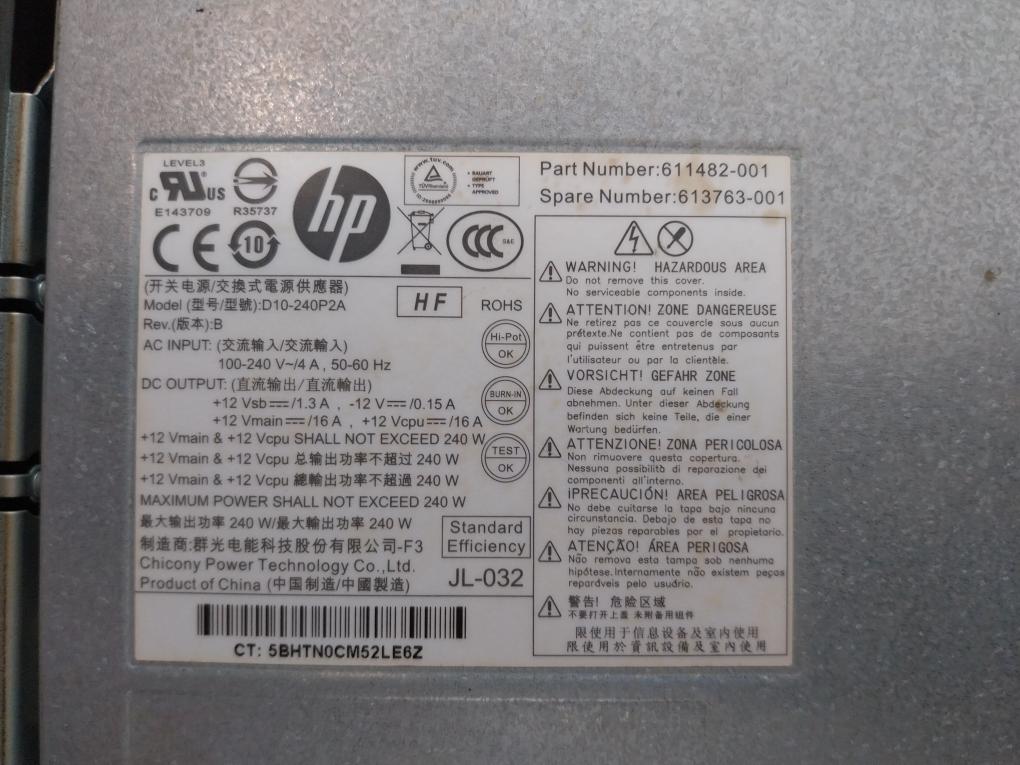 LEVEL3
c RU® US
E143709
R35737
hp
CE
10
www.tuv.com
TÜVRheinland
• BAUART
GEPRÜFT
• TYPE
APPROVED
CCC S&E
Part Number:611482-001
Spare Number:613763-001
(开关电源/交換式電源供應器)
Model (型号/型號):D10-240P2A
Rev.(版本):B
HF
ROHS
AC INPUT: (交流输入/交流輸入)
100-240 V~/4 A , 50-60 Hz
DC OUTPUT: (直流输出/直流輸出)
+12 Vsb⎓/1.3 A , -12 V⎓/0.15 A
+12 Vmain⎓/16 A , +12 Vcpu⎓/16 A
+12 Vmain & +12 Vcpu SHALL NOT EXCEED 240 W
+12 Vmain & +12 Vcpu 总输出功率不超过 240 W
+12 Vmain & +12 Vcpu 總輸出功率不超過 240 W
MAXIMUM POWER SHALL NOT EXCEED 240 W
最大输出功率 240 W/最大輸出功率 240 W
制造商:群光电能科技股份有限公司-F3
Chicony Power Technology Co.,Ltd.
Product of China (中国制造/中國製造)
Hi-Pot
OK
BURN-IN
OK
TEST
OK
Standard
Efficiency
JL-032
CT: 5BHTN0CM52LE6Z
WARNING! HAZARDOUS AREA
Do not remove this cover.
No serviceable components inside.
ATTENTION! ZONE DANGEREUSE
Ne retirez pas ce couvercle sous aucun
prétexte.Ne contient pas de composants
qui puissent être entretenus par
l'utilisateur ou par la clientèle.
VORSICHT! GEFAHR ZONE
Diese Abdeckung auf keinen Fall
abnehmen. Unter dieser Abdeckung
befinden sich keine Teile, die einer
Wartung bedürfen.
ATTENZIONE! ZONA PERICOLOSA
Non rimuovere questa copertura.
Nessuna possibilità di reparazione dei
componenti all'interno.
¡PRECAUCIÓN! AREA PELIGROSA
No debe cuitarse la tapa bajo ninguna
circunstancia. Debajo de esta tapa no
hay piezas reparables por el propietario.
ATENÇÃO! ÁREA PERIGOSA
Não remova esta tampa sob nenhuma
hipótese.Internamente não existem peças
reparáveis pelo usuário.
警告! 危险区域
不要打开上盖 未附备用组件
限使用于信息设备及室内使用
限使用於資訊設備及室內使用